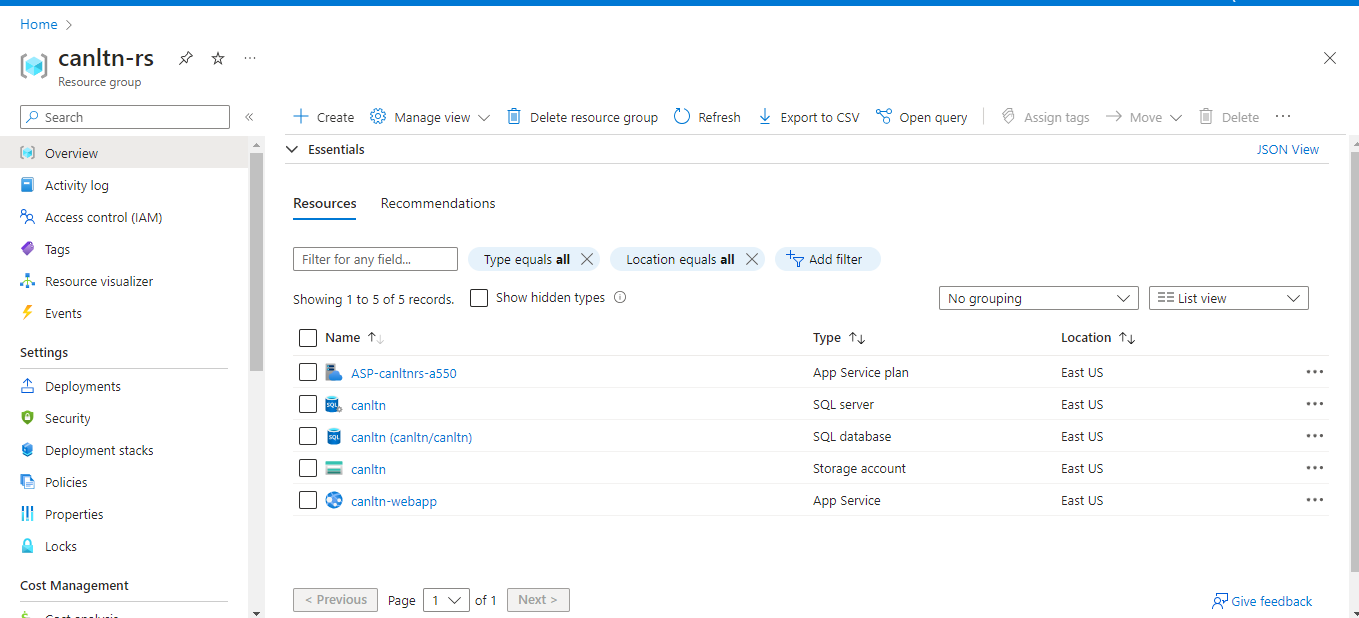 Home
canltn-rs
Resource group
Search
Create Manage view Delete resource group Refresh Export to CSV Open query Assign tags Move Delete
Overview
Activity log
Access control (IAM)
Tags
Resource visualizer
Events
Settings
Deployments
Security
Deployment stacks
Policies
Properties
Locks
Cost Management
Cost analysis
Essentials JSON View
Resources Recommendations
Filter for any field... Type equals all Location equals all Add filter
Showing 1 to 5 of 5 records. Show hidden types No grouping List view
Name Type Location
ASP-canltnrs-a550 App Service plan East US
canltn SQL server East US
canltn (canltn/canltn) SQL database East US
canltn Storage account East US
canltn-webapp App Service East US
< Previous Page 1 of 1 Next >
Give feedback